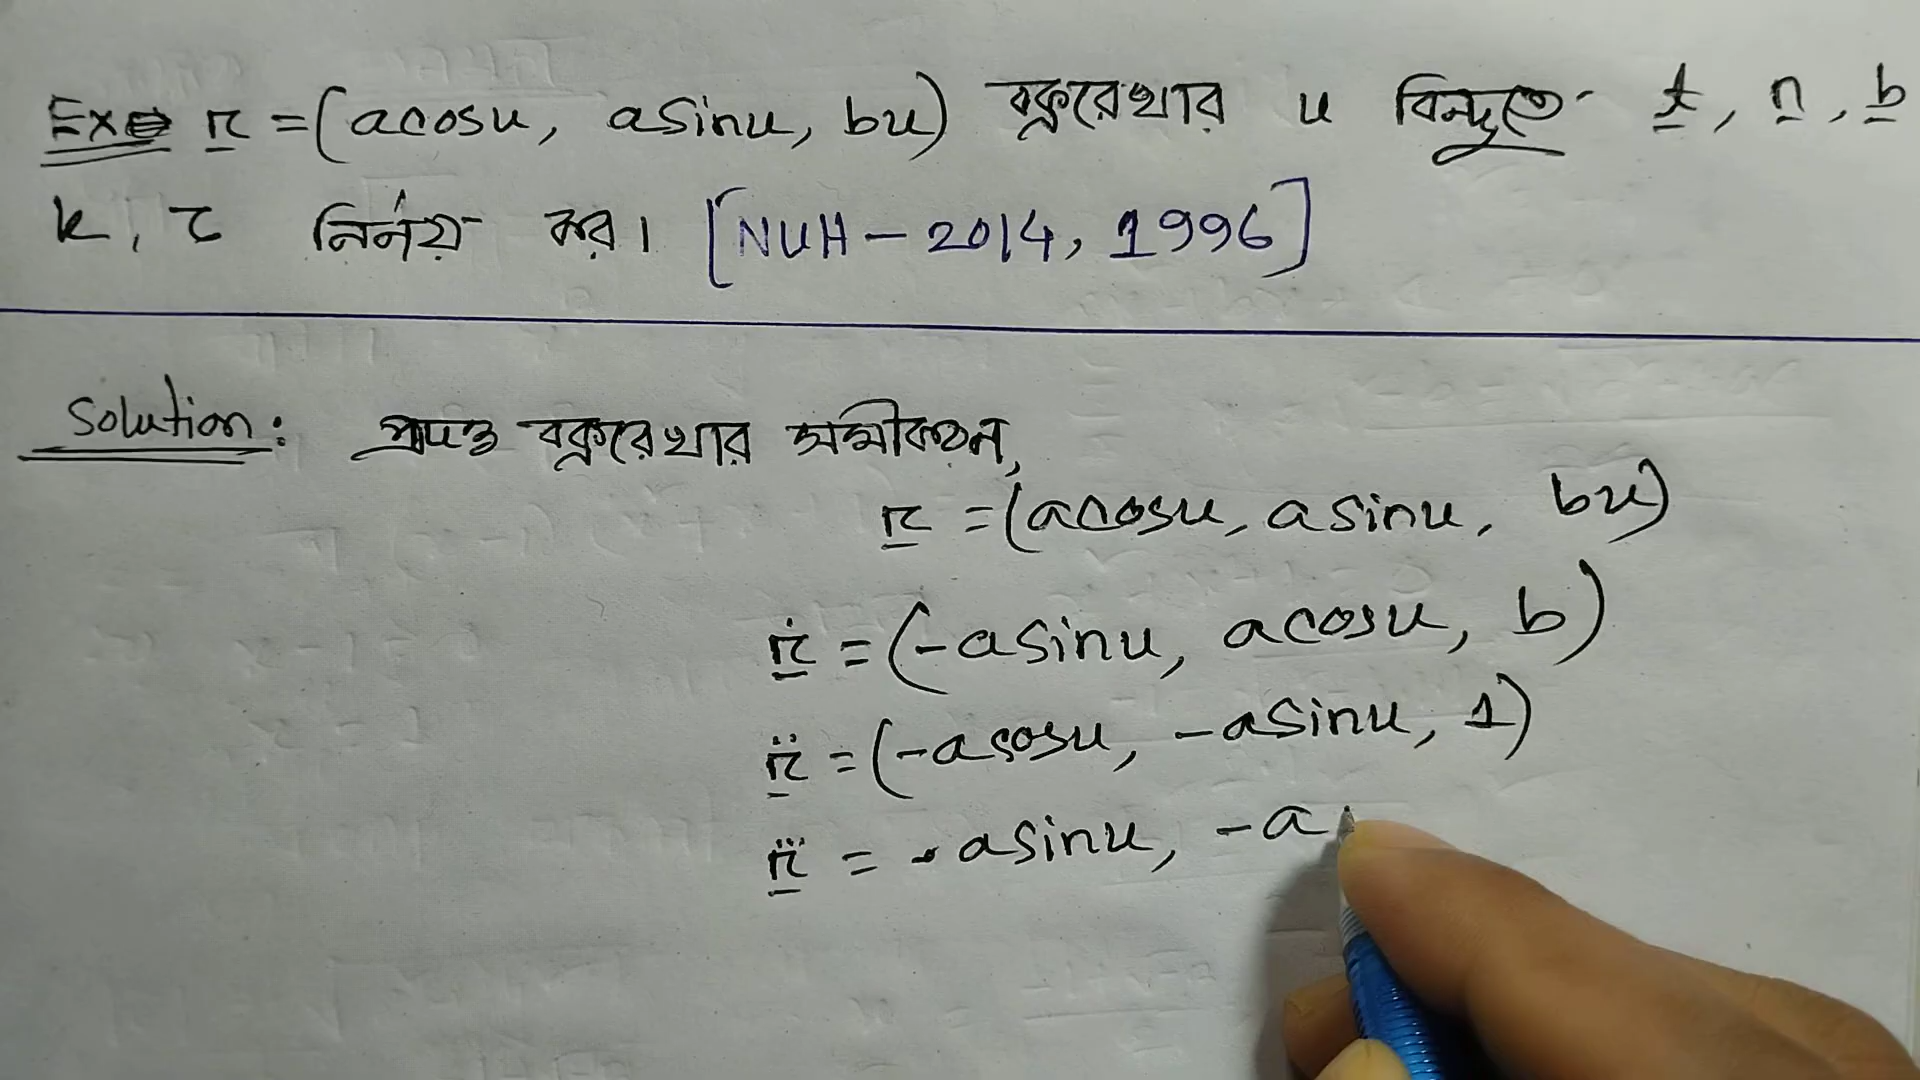 Ex r = (acosu, asinu, bu) বক্ররেখার u বিন্দুতে t, n, b
k, τ নির্ণয় কর। [NUH - 2014, 1996]
Solution: প্রদত্ত বক্ররেখার সমীকরন,
r = (acosu, asinu, bu)
ṙ = (-asinu, acosu, b)
r̈ = (-acosu, -asinu, 1)
r⃛ = asinu, -a